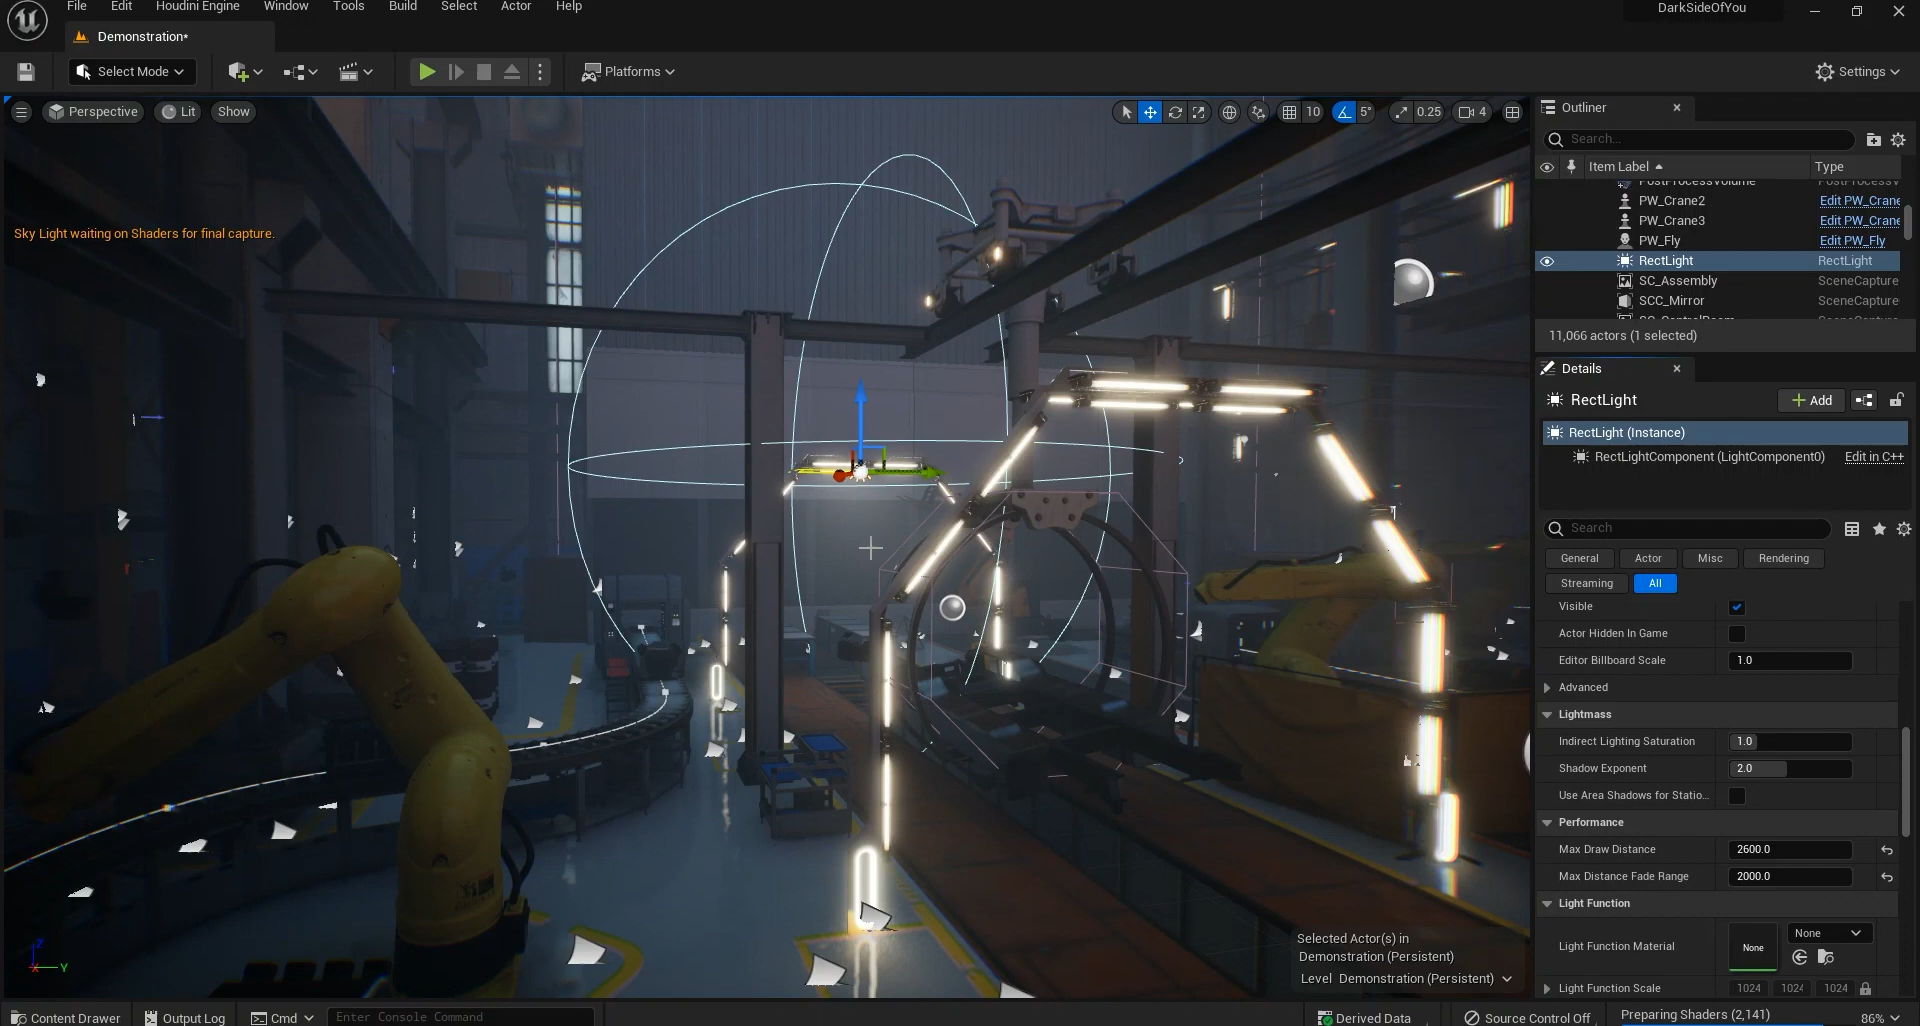 File Edit Houdini Engine Window Tools Build Select Actor Help
DarkSideOfYou
Demonstration*
Select Mode
Platforms
Settings
Perspective Lit Show
10 5° 0.25 4
Sky Light waiting on Shaders for final capture.
Outliner
Search...
Item Label Type
PostProcessVolume PostProcessV
PW_Crane2 Edit PW_Crane
PW_Crane3 Edit PW_Crane
PW_Fly Edit PW_Fly
RectLight RectLight
SC_Assembly SceneCapture
SCC_Mirror SceneCapture
SC_ControlRoom SceneCapture
11,066 actors (1 selected)
Details
RectLight
Add
RectLight (Instance)
RectLightComponent (LightComponent0) Edit in C++
Search
General Actor Misc Rendering
Streaming All
Visible
Actor Hidden In Game
Editor Billboard Scale 1.0
Advanced
Lightmass
Indirect Lighting Saturation 1.0
Shadow Exponent 2.0
Use Area Shadows for Statio...
Performance
Max Draw Distance 2600.0
Max Distance Fade Range 2000.0
Light Function
Light Function Material None None
Light Function Scale 1024 1024 1024
Selected Actor(s) in
Demonstration (Persistent)
Level Demonstration (Persistent)
Z
X Y
Content Drawer Output Log Cmd Enter Console Command
Derived Data Source Control Off Preparing Shaders (2,141) 86%